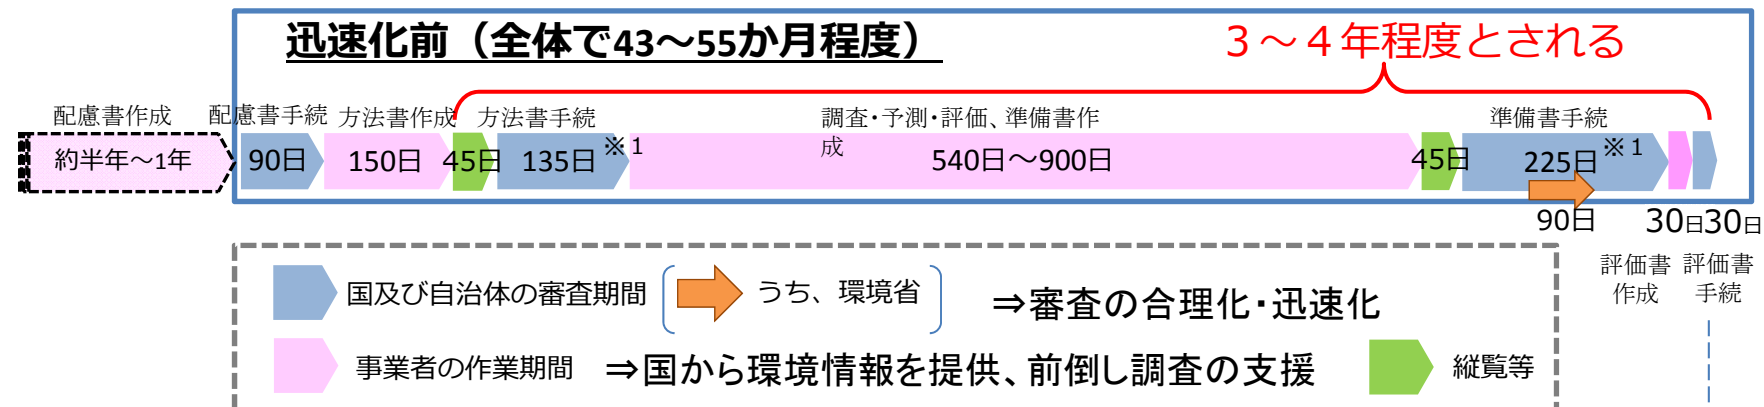 迅速化前（全体で43～55か月程度）
３～４年程度とされる
配慮書作成
配慮書手続
方法書作成
方法書手続
調査・予測・評価、準備書作
成
準備書手続
約半年～1年
90日
150日
45日
135日
※１
540日～900日
45日
225日
※１
90日
30日
30日
評価書
作成
評価書
手続
国及び自治体の審査期間
うち、環境省
⇒審査の合理化・迅速化
事業者の作業期間
⇒国から環境情報を提供、前倒し調査の支援
縦覧等